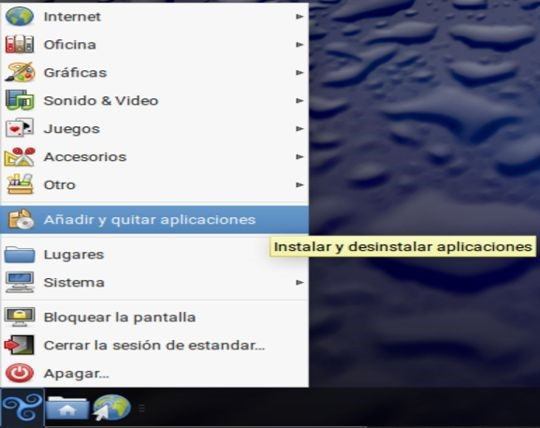 Internet
Oficina
Gráficas
Sonido & Video
Juegos
Accesorios
Otro
Añadir y quitar aplicaciones
Instalar y desinstalar aplicaciones
Lugares
Sistema
Bloquear la pantalla
Cerrar la sesión de estandar...
Apagar...